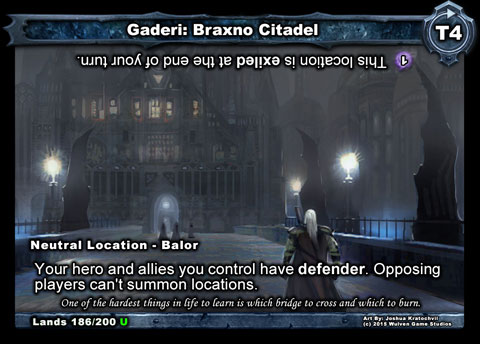 Gaderi: Braxno Citadel
T4
1 This location is exiled at the end of your turn.
Neutral Location - Balor
Your hero and allies you control have defender. Opposing
players can't summon locations.
One of the hardest things in life to learn is which bridge to cross and which to burn.
Lands 186/200 U
Art By: Joshua Kratochvil
(c) 2015 Wulven Game Studios